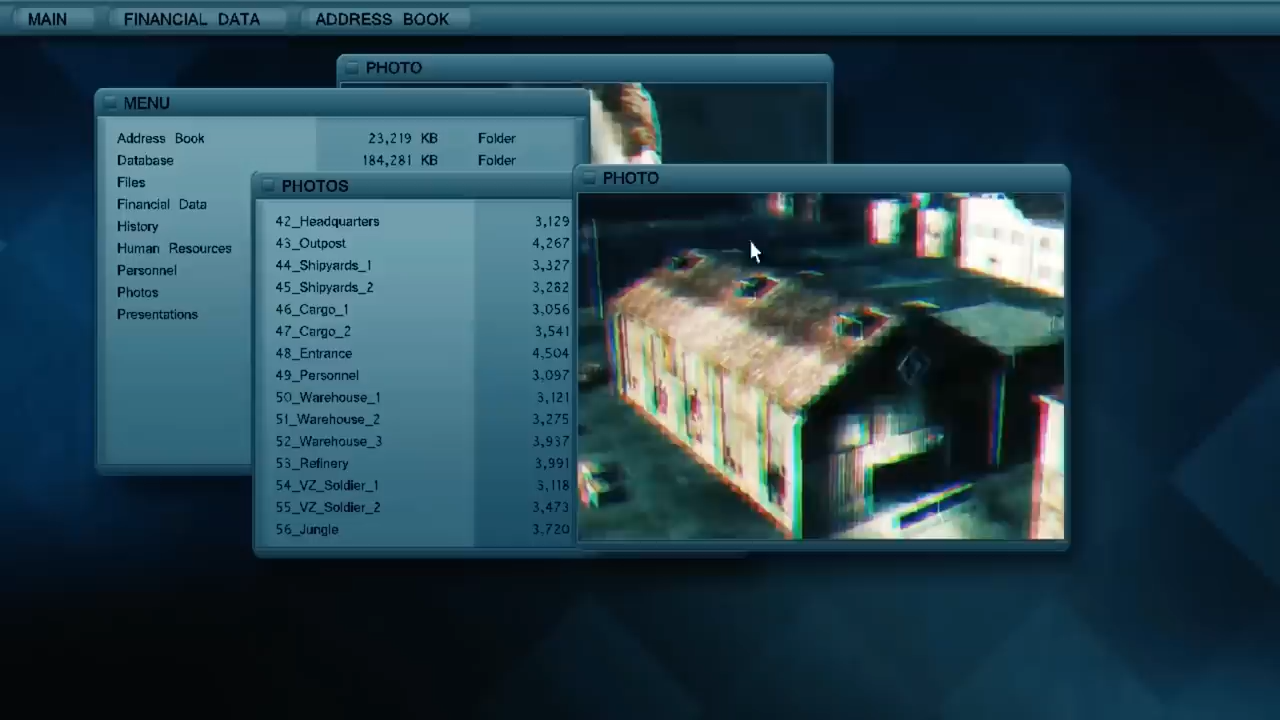 MAIN FINANCIAL DATA ADDRESS BOOK
PHOTO
MENU
Address Book 23,219 KB Folder
Database 184,281 KB Folder
Files
Financial Data
History
Human Resources
Personnel
Photos
Presentations
PHOTOS
42_Headquarters 3,129
43_Outpost 4,267
44_Shipyards_1 3,327
45_Shipyards_2 3,282
46_Cargo_1 3,056
47_Cargo_2 3,541
48_Entrance 4,504
49_Personnel 3,097
50_Warehouse_1 3,121
51_Warehouse_2 3,275
52_Warehouse_3 3,937
53_Refinery 3,991
54_VZ_Soldier_1 3,118
55_VZ_Soldier_2 3,473
56_Jungle 3,720
PHOTO